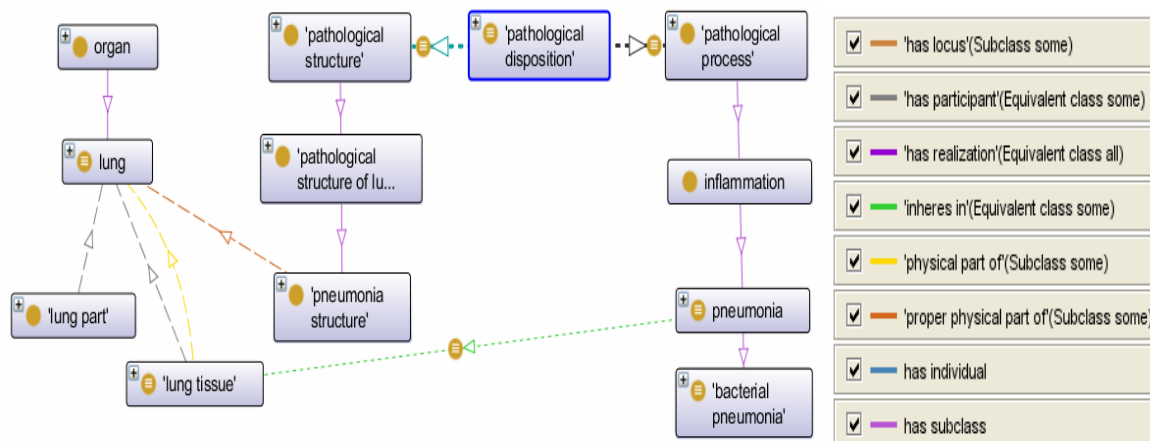 organ
'pathological
structure'
'pathological
disposition'
'pathological
process'
lung
'pathological
structure of lu...
inflammation
'lung part'
'pneumonia
structure'
pneumonia
'lung tissue'
'bacterial
pneumonia'
'has locus'(Subclass some)
'has participant'(Equivalent class some)
'has realization'(Equivalent class all)
'inheres in'(Equivalent class some)
'physical part of'(Subclass some)
'proper physical part of'(Subclass some)
has individual
has subclass